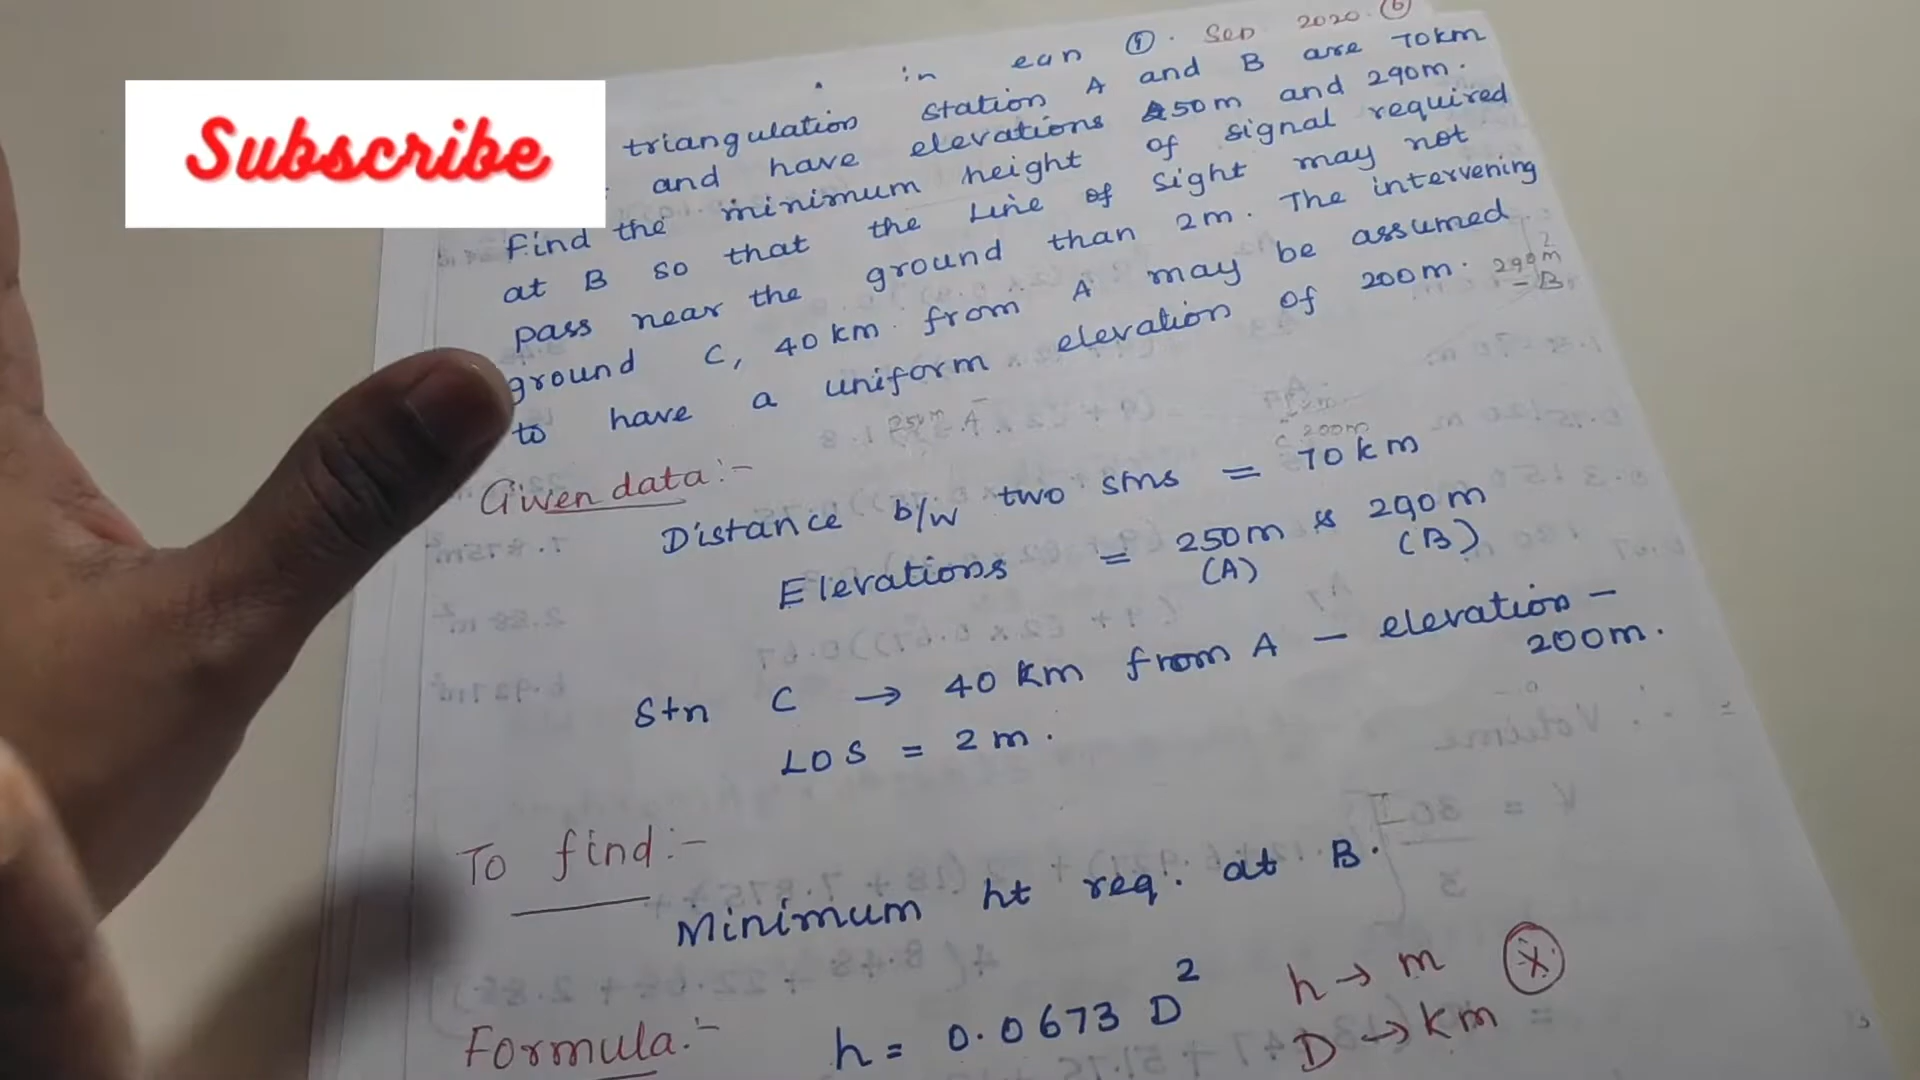 Subscribe
in eqn ①. Sep 2020. ⑥
triangulation station A and B are 70km
and have elevations 250m and 290m.
Find the minimum height of signal required
at B so that the Line of sight may not
pass near the ground than 2m. The intervening
ground C, 40 km from A may be assumed
to have a uniform elevation of 200m.
2
290m
B
250m A
C 200m
Given data:-
Distance b/w two stns = 70 km
Elevations = 250m & 290m
(A) (B)
Stn C → 40 km from A - elevation -
200m.
LOS = 2m.
To find:-
Minimum ht req. at B.
Formula:-
h = 0.0673 D²
h → m
D → km